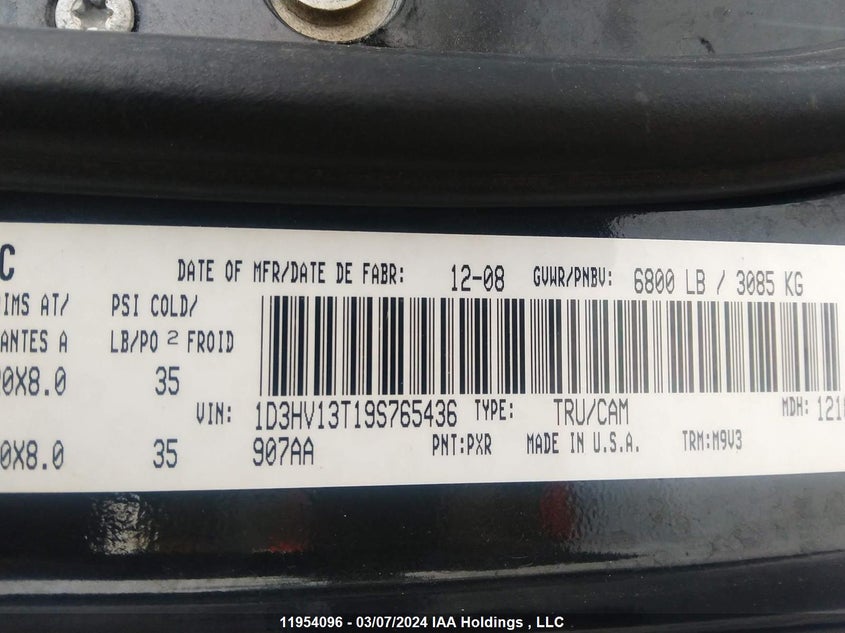 C DATE OF MFR/DATE DE FABR: 12-08 GVWR/PNBV: 6800 LB / 3085 KG
IMS AT/ PSI COLD/
ANTES A LB/PO 2 FROID
0X8.0 35
VIN: 1D3HV13T19S765436 TYPE: TRU/CAM MDH: 1210
0X8.0 35 907AA PNT:PXR MADE IN U.S.A. TRM:M9V3
11954096 - 03/07/2024 IAA Holdings , LLC